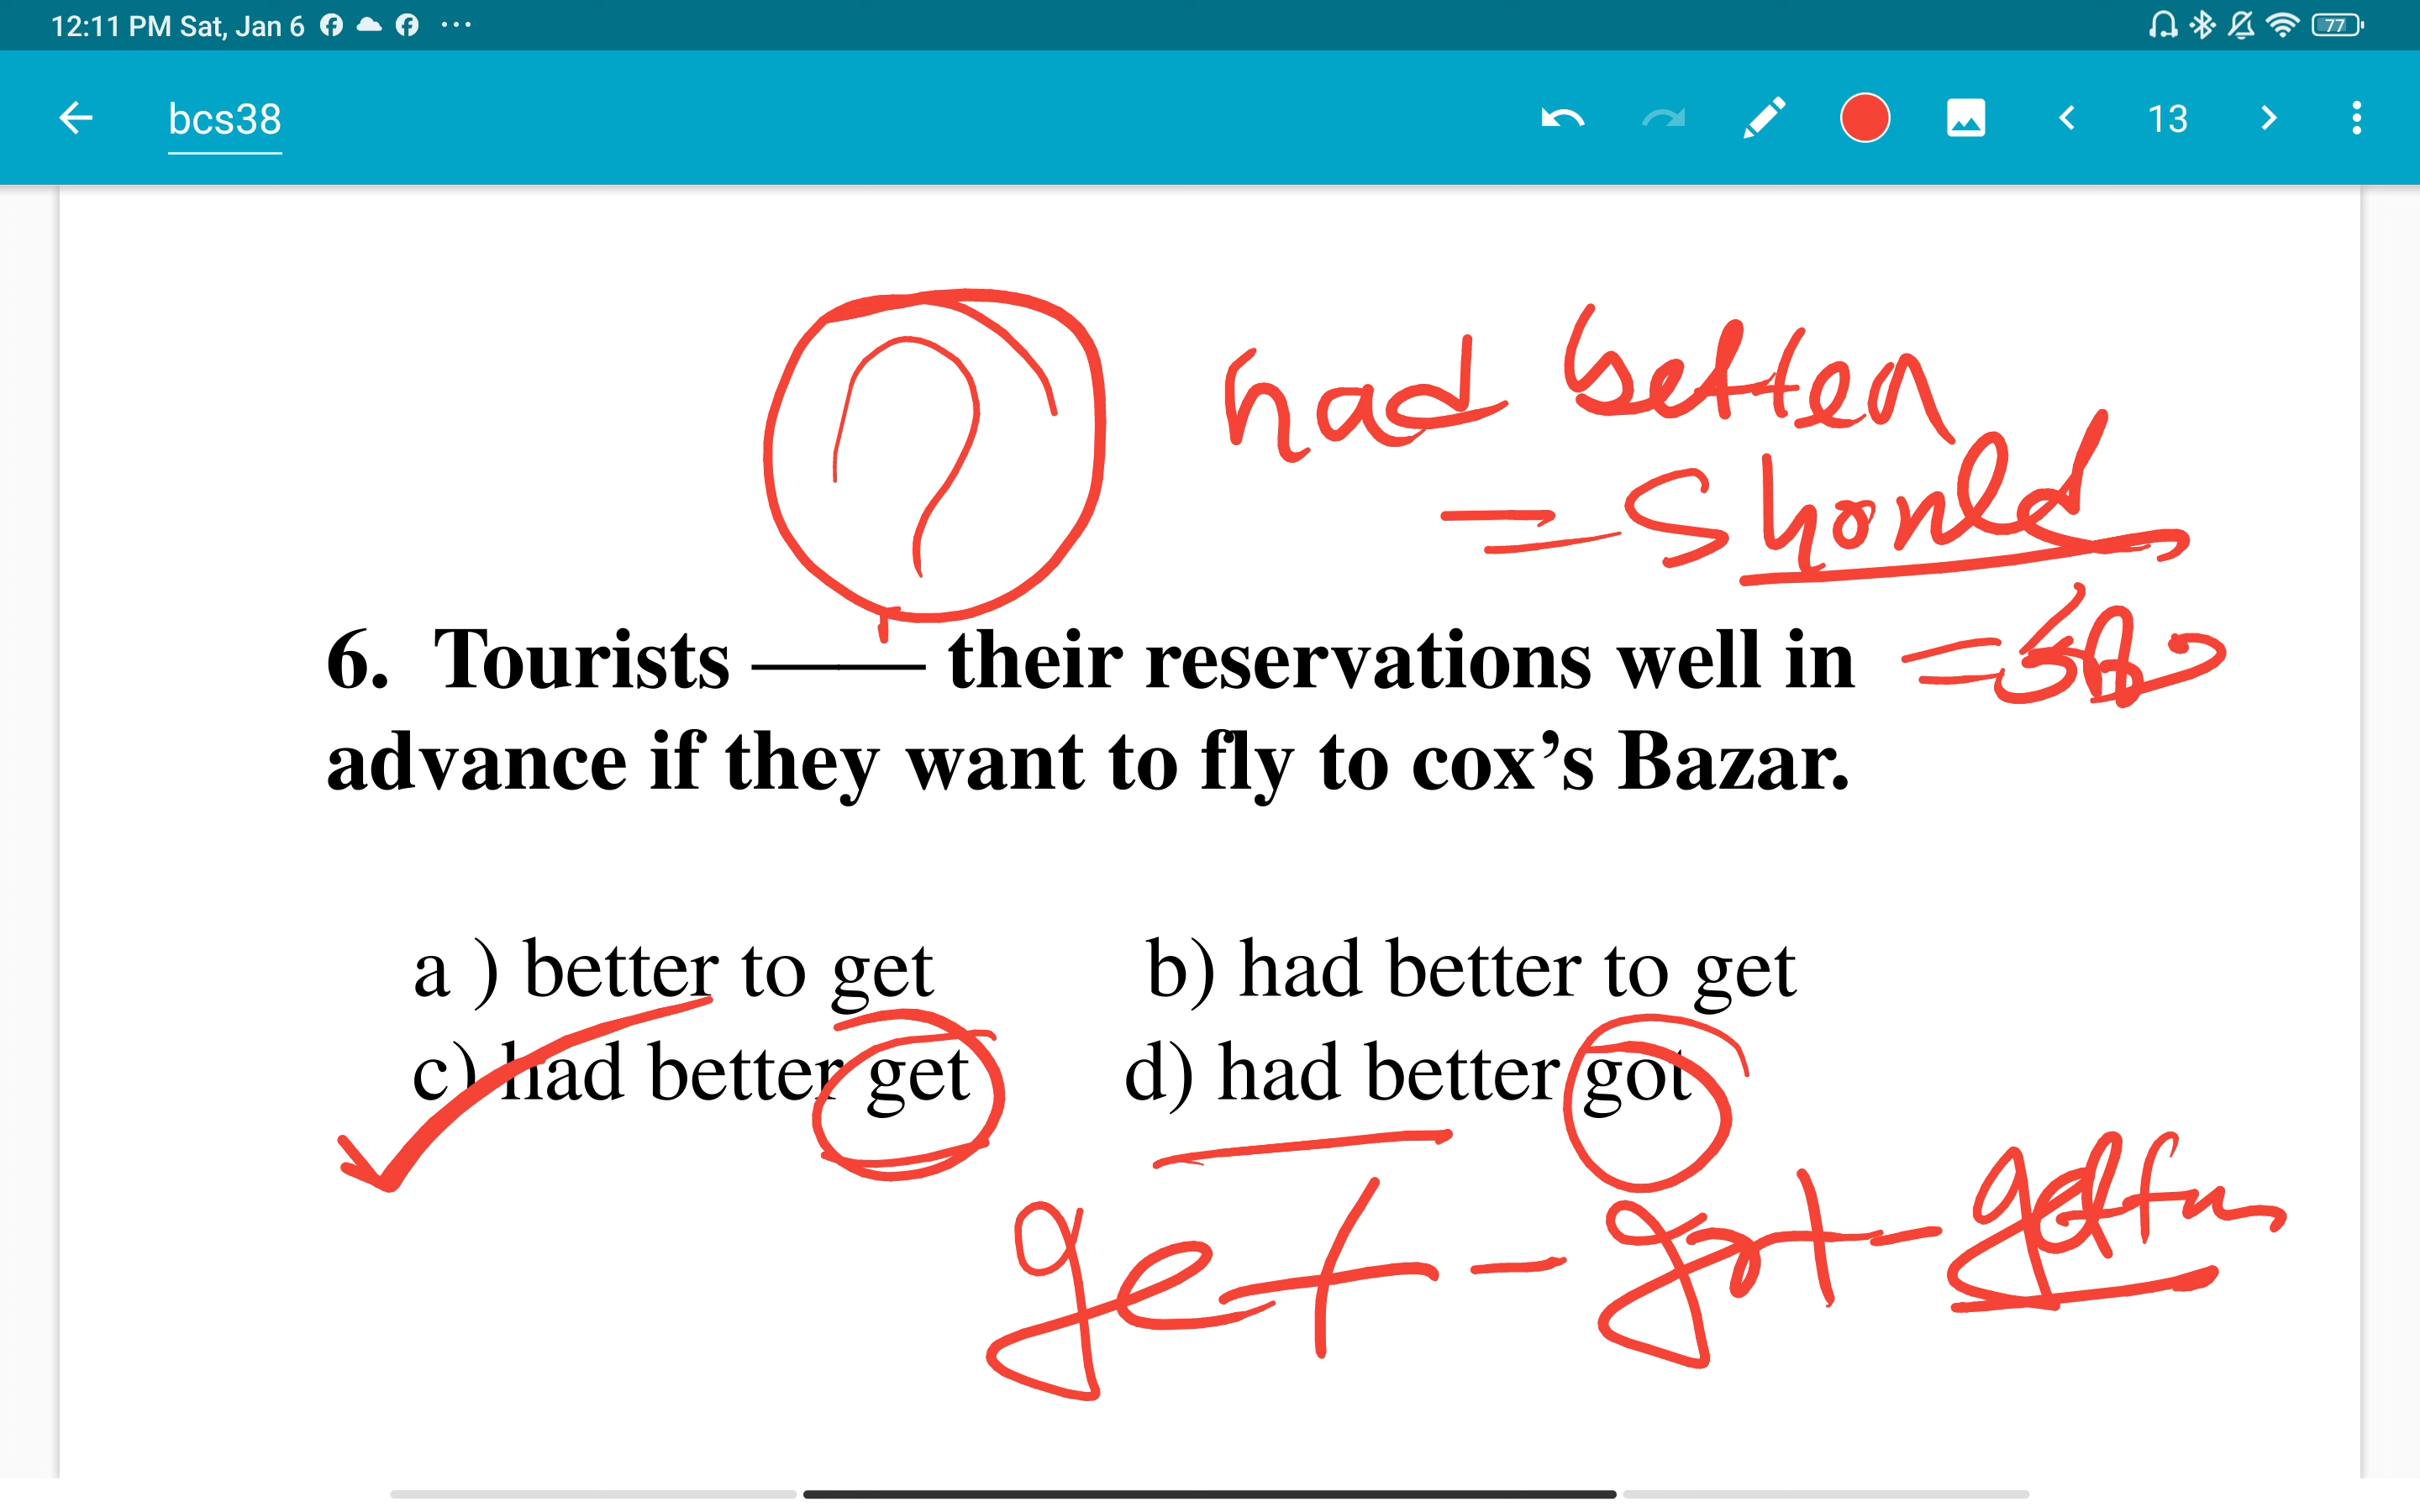 12:11 PM Sat, Jan 6
77
bcs38
13
had better
= should
6. Tourists ——— their reservations well in
advance if they want to fly to cox’s Bazar.
a ) better to get b) had better to get
c) had better get d) had better got
get - got -